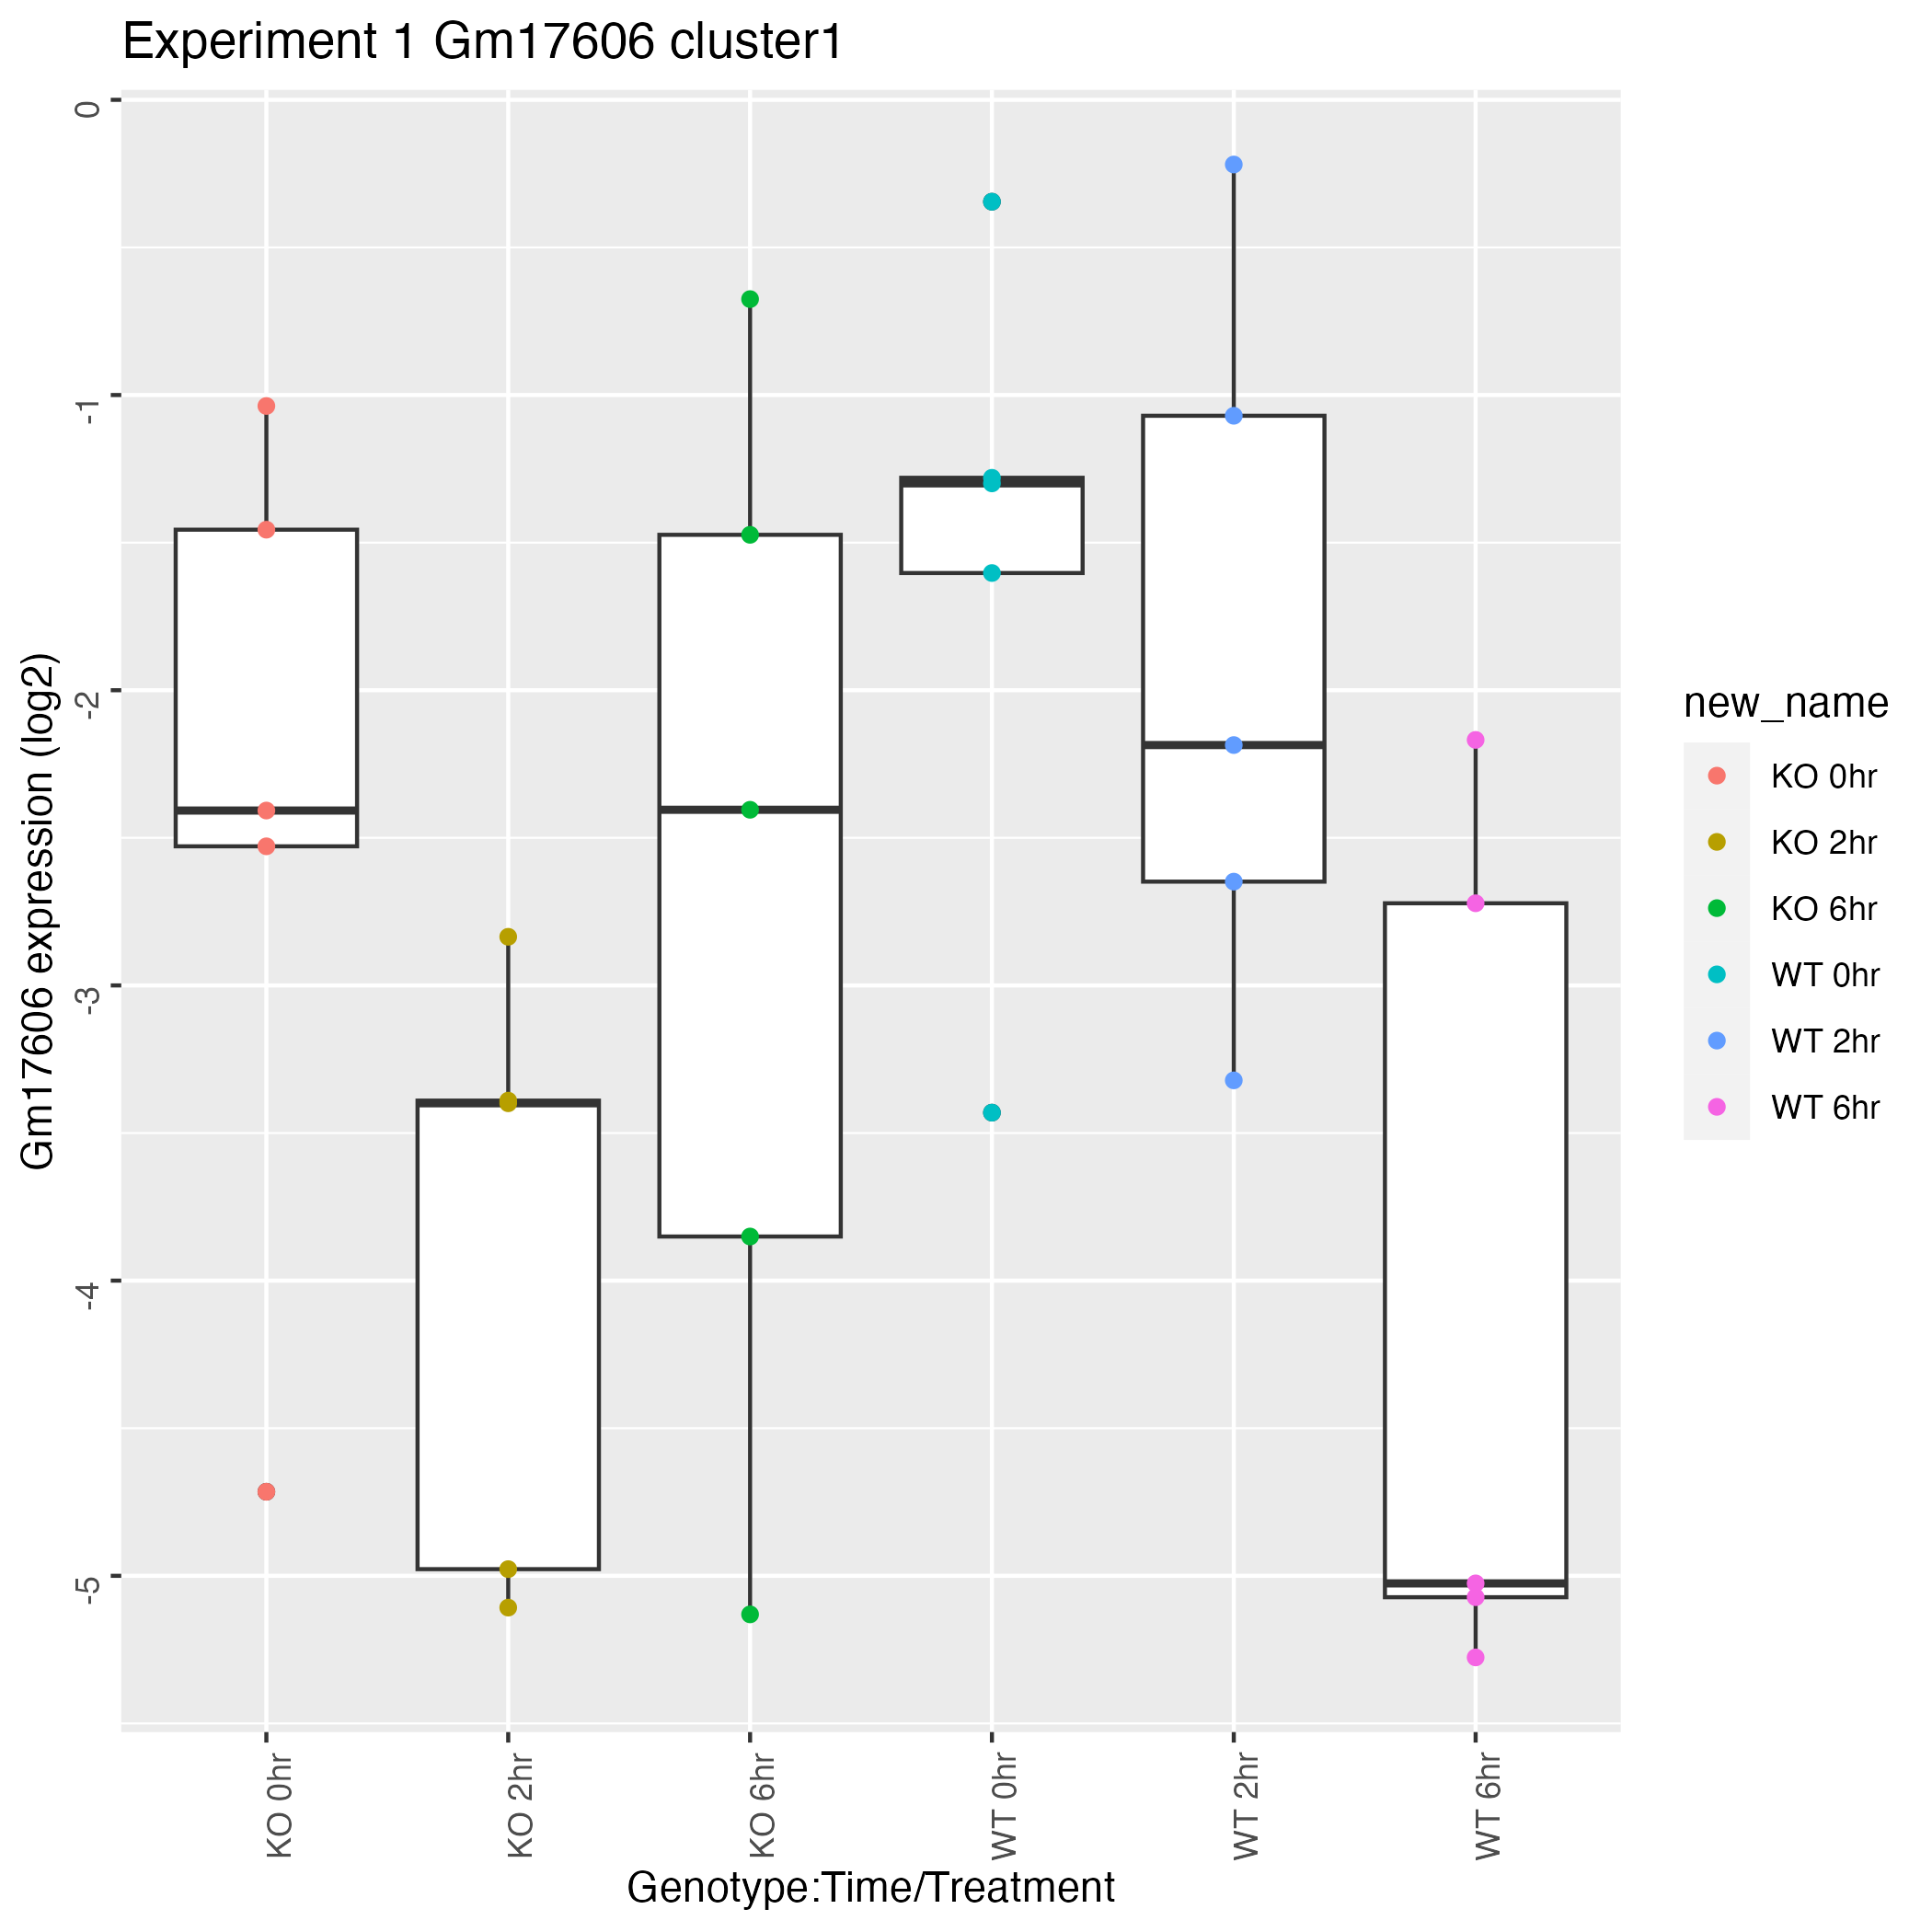 Experiment 1 Gm17606 cluster1
Gm17606 expression (log2)
0
-1
-2
-3
-4
-5
KO 0hr
KO 2hr
KO 6hr
WT 0hr
WT 2hr
WT 6hr
Genotype:Time/Treatment
new_name
KO 0hr
KO 2hr
KO 6hr
WT 0hr
WT 2hr
WT 6hr